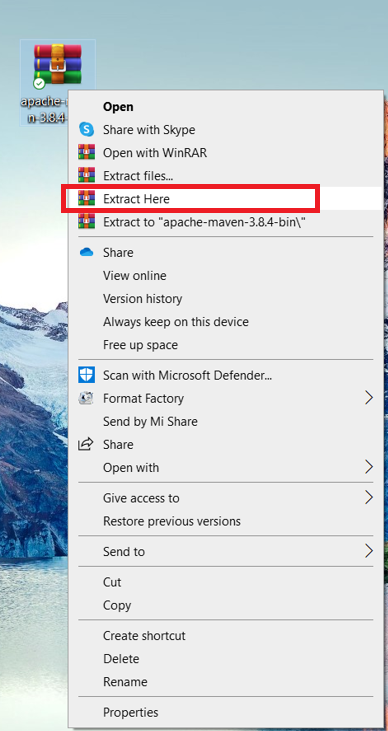 apache-
n-3.8.4-
Open
Share with Skype
Open with WinRAR
Extract files...
Extract Here
Extract to "apache-maven-3.8.4-bin\"
Share
View online
Version history
Always keep on this device
Free up space
Scan with Microsoft Defender...
Format Factory
Send by Mi Share
Share
Open with
Give access to
Restore previous versions
Send to
Cut
Copy
Create shortcut
Delete
Rename
Properties